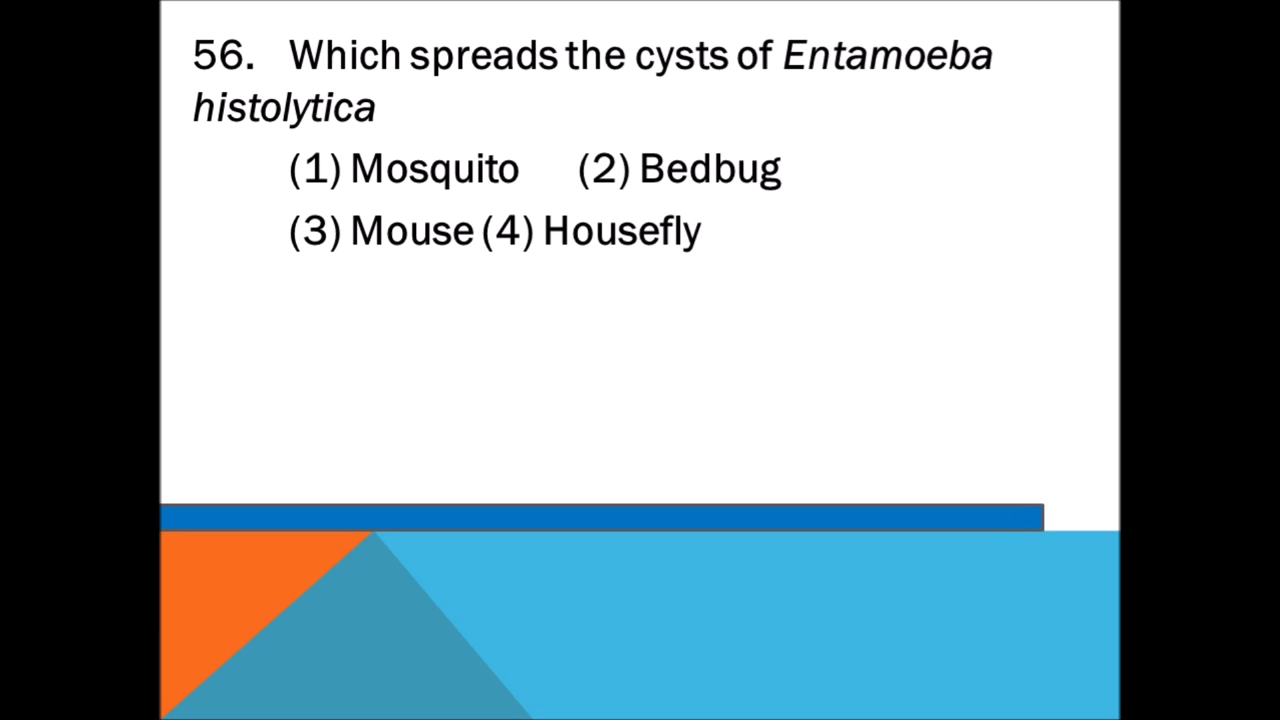 56. Which spreads the cysts of Entamoeba
histolytica
(1) Mosquito (2) Bedbug
(3) Mouse (4) Housefly